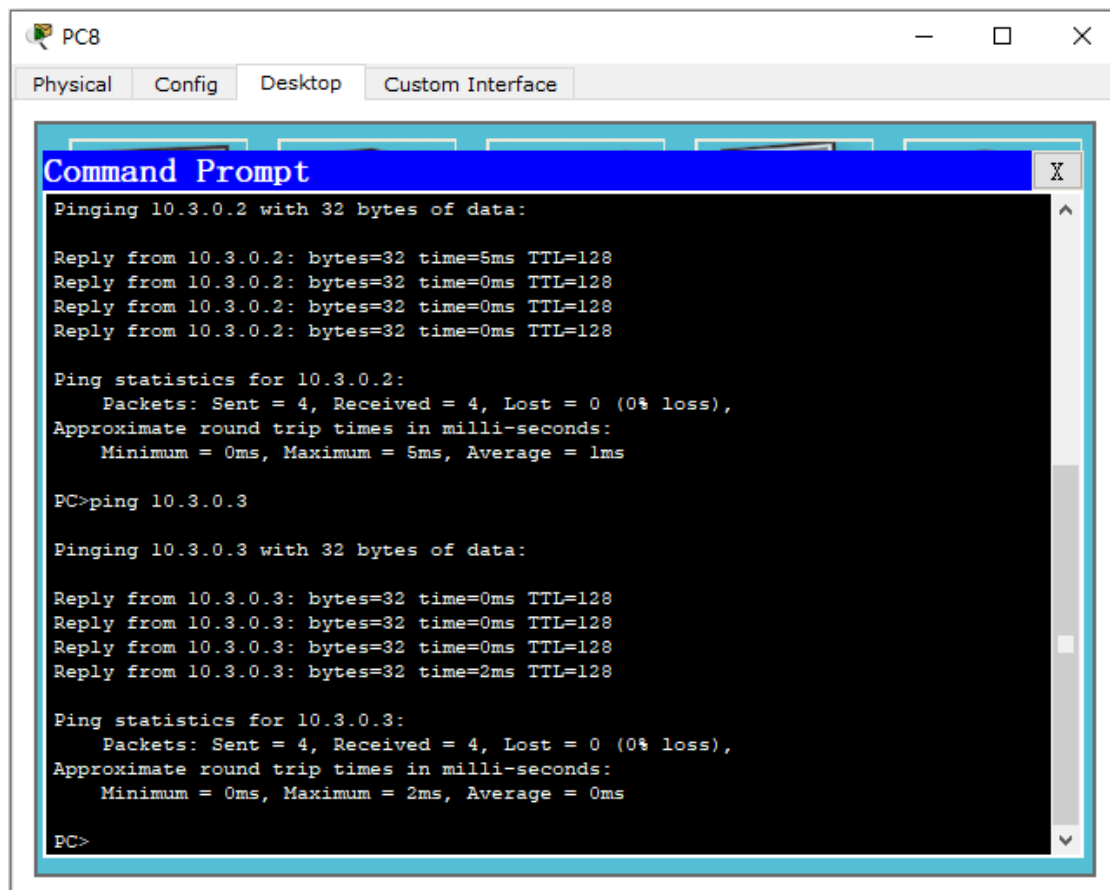 PC8
Physical Config Desktop Custom Interface
Command Prompt X
Pinging 10.3.0.2 with 32 bytes of data:
Reply from 10.3.0.2: bytes=32 time=5ms TTL=128
Reply from 10.3.0.2: bytes=32 time=0ms TTL=128
Reply from 10.3.0.2: bytes=32 time=0ms TTL=128
Reply from 10.3.0.2: bytes=32 time=0ms TTL=128
Ping statistics for 10.3.0.2:
Packets: Sent = 4, Received = 4, Lost = 0 (0% loss),
Approximate round trip times in milli-seconds:
Minimum = 0ms, Maximum = 5ms, Average = 1ms
PC>ping 10.3.0.3
Pinging 10.3.0.3 with 32 bytes of data:
Reply from 10.3.0.3: bytes=32 time=0ms TTL=128
Reply from 10.3.0.3: bytes=32 time=0ms TTL=128
Reply from 10.3.0.3: bytes=32 time=0ms TTL=128
Reply from 10.3.0.3: bytes=32 time=2ms TTL=128
Ping statistics for 10.3.0.3:
Packets: Sent = 4, Received = 4, Lost = 0 (0% loss),
Approximate round trip times in milli-seconds:
Minimum = 0ms, Maximum = 2ms, Average = 0ms
PC>